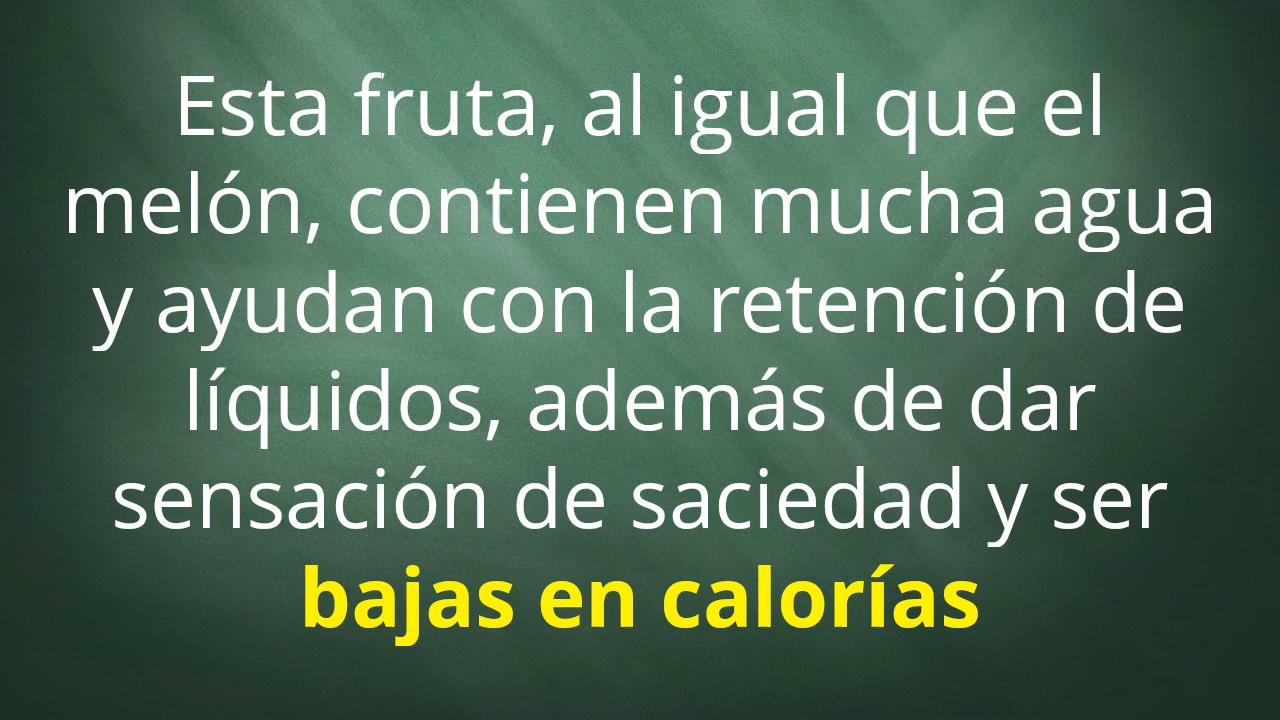 Esta fruta, al igual que el
melón, contienen mucha agua
y ayudan con la retención de
líquidos, además de dar
sensación de saciedad y ser
bajas en calorías